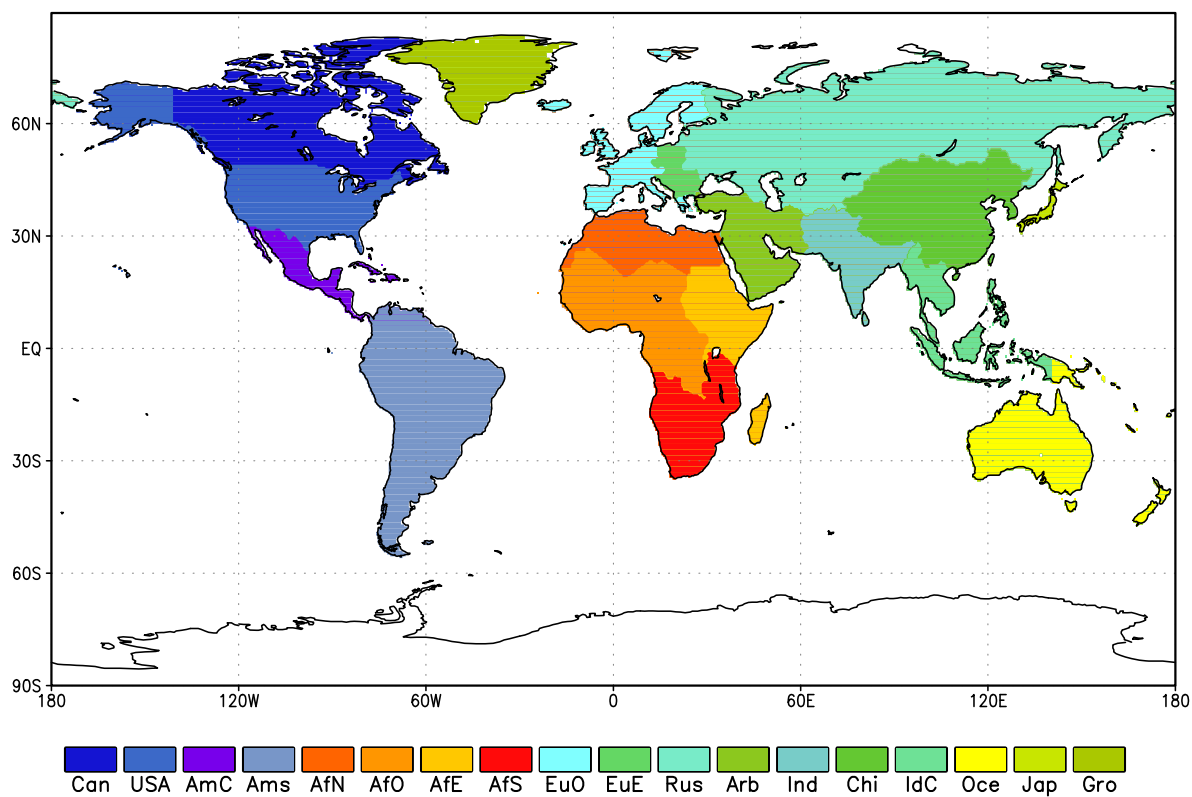 60N
30N
EQ
30S
60S
90S
180 120W 60W 0 60E 120E 180
Can USA AmC Ams AfN AfO AfE AfS EuO EuE Rus Arb Ind Chi IdC Oce Jap Gro